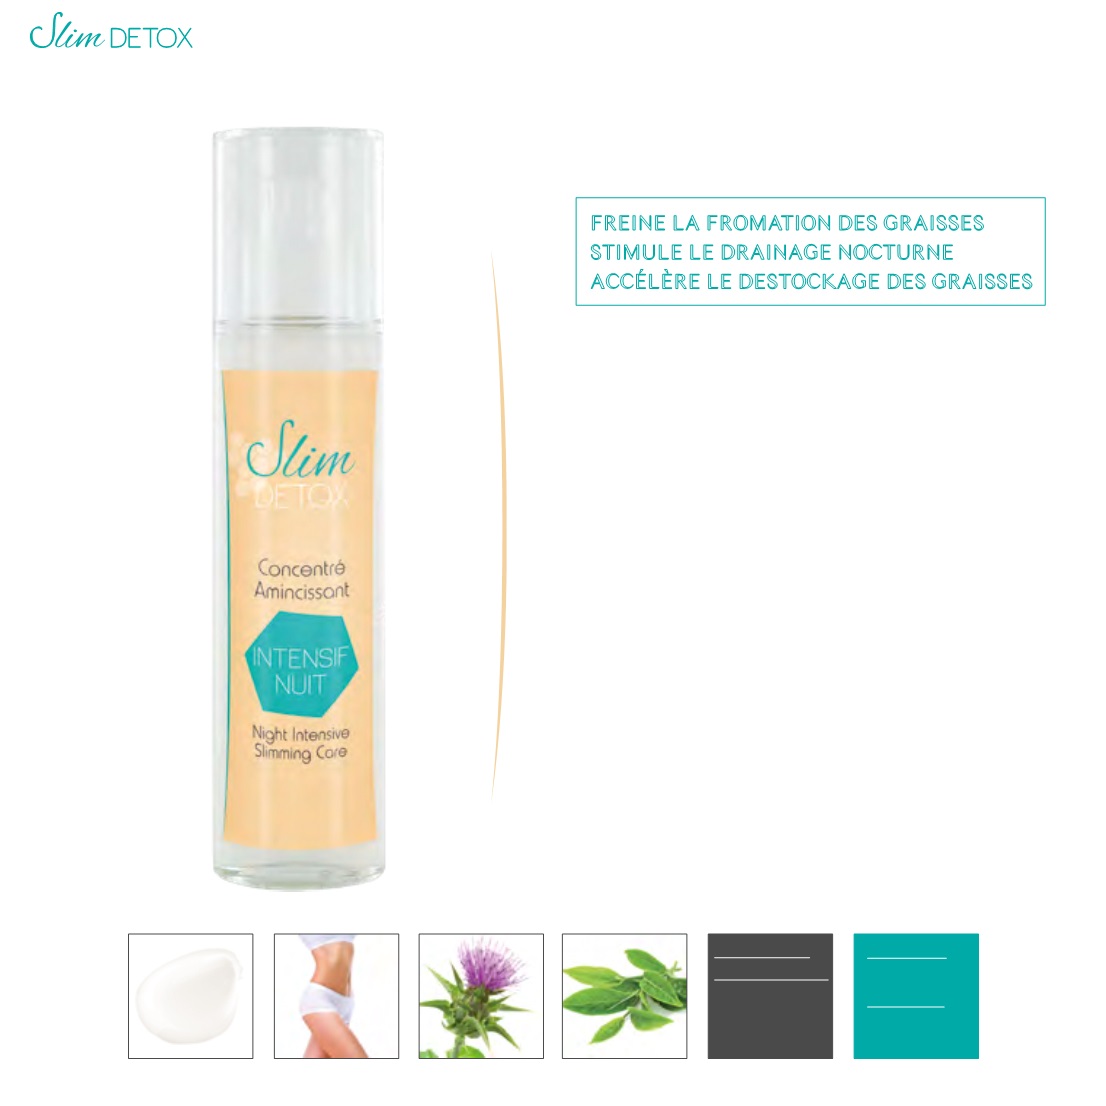 Slim DETOX
FREINE LA FROMATION DES GRAISSES
STIMULE LE DRAINAGE NOCTURNE
ACCÉLÈRE LE DESTOCKAGE DES GRAISSES
Slim
DETOX
Concentré
Amincissant
INTENSIF
NUIT
Night Intensive
Slimming Care